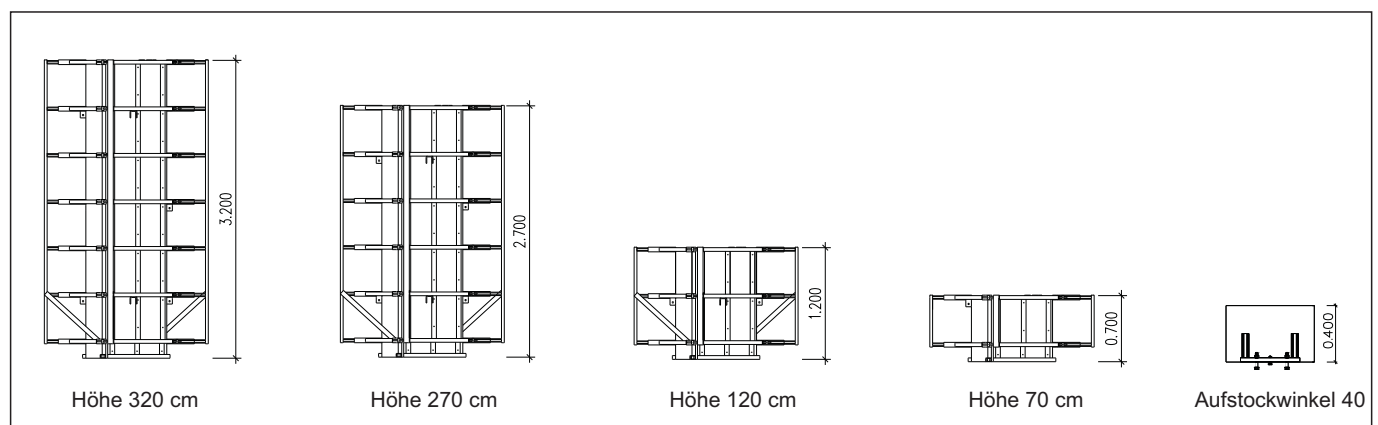 3.200
2.700
1.200
0.700
0.400
Höhe 320 cm
Höhe 270 cm
Höhe 120 cm
Höhe 70 cm
Aufstockwinkel 40